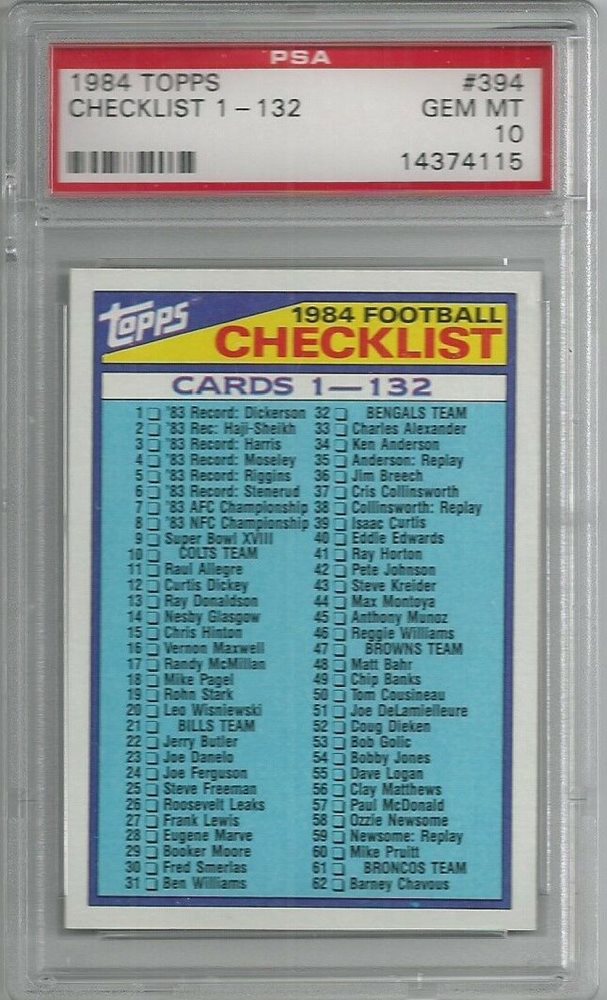 PSA
1984 TOPPS #394
CHECKLIST 1-132 GEM MT
10
14374115
topps
1984 FOOTBALL
CHECKLIST
CARDS 1—132
1 '83 Record: Dickerson
2 '83 Rec: Haji-Sheikh
3 '83 Record: Harris
4 '83 Record: Moseley
5 '83 Record: Riggins
6 '83 Record: Stenerud
7 '83 AFC Championship
8 '83 NFC Championship
9 Super Bowl XVIII
10 COLTS TEAM
11 Raul Allegre
12 Curtis Dickey
13 Ray Donaldson
14 Nesby Glasgow
15 Chris Hinton
16 Vernon Maxwell
17 Randy McMillan
18 Mike Pagel
19 Rohn Stark
20 Leo Wisniewski
21 BILLS TEAM
22 Jerry Butler
23 Joe Danelo
24 Joe Ferguson
25 Steve Freeman
26 Roosevelt Leaks
27 Frank Lewis
28 Eugene Marve
29 Booker Moore
30 Fred Smerlas
31 Ben Williams
32 BENGALS TEAM
33 Charles Alexander
34 Ken Anderson
35 Anderson: Replay
36 Jim Breech
37 Cris Collinsworth
38 Collinsworth: Replay
39 Isaac Curtis
40 Eddie Edwards
41 Ray Horton
42 Pete Johnson
43 Steve Kreider
44 Max Montoya
45 Anthony Munoz
46 Reggie Williams
47 BROWNS TEAM
48 Matt Bahr
49 Chip Banks
50 Tom Cousineau
51 Joe DeLamielleure
52 Doug Dieken
53 Bob Golic
54 Bobby Jones
55 Dave Logan
56 Clay Matthews
57 Paul McDonald
58 Ozzie Newsome
59 Newsome: Replay
60 Mike Pruitt
61 BRONCOS TEAM
62 Barney Chavous